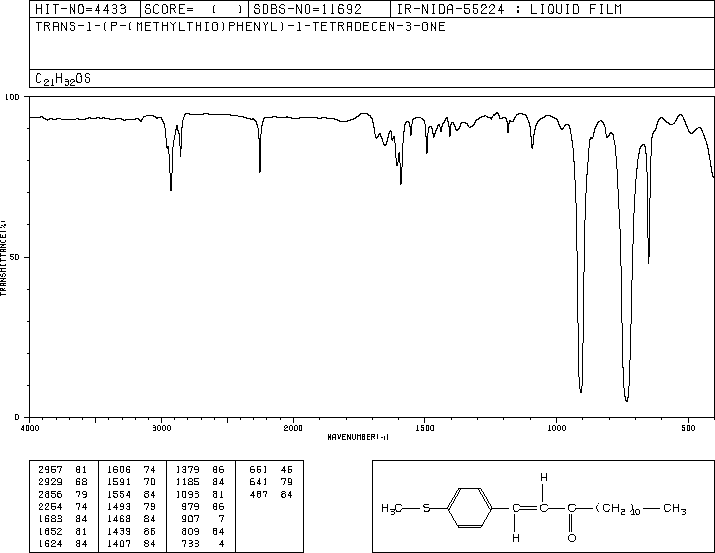 HIT-NO=4433 SCORE= ( ) SDBS-NO=11692 IR-NIDA-55224 : LIQUID FILM
TRANS-1-(P-(METHYLTHIO)PHENYL)-1-TETRADECEN-3-ONE
C21H32OS
100
TRANSMITTANCE(%)
50
0
4000 3000 2000 1500 1000 500
WAVENUMBER(-1)
2957 81 1606 74 1379 86 651 46
2929 68 1591 70 1185 84 641 79
2856 79 1554 84 1093 81 487 84
2254 74 1493 79 979 86
1683 84 1468 84 907 7
1652 81 1439 86 809 84
1624 84 1407 84 733 4
H
H3C S C C C (CH2)10 CH3
H O